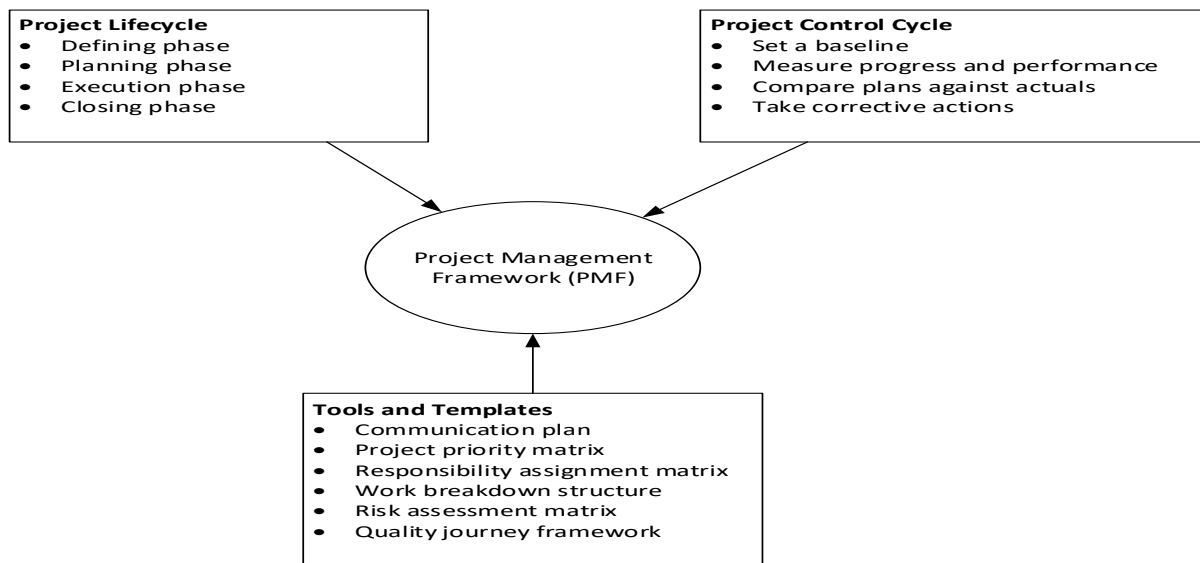 Project Lifecycle
• Defining phase
• Planning phase
• Execution phase
• Closing phase
Project Control Cycle
• Set a baseline
• Measure progress and performance
• Compare plans against actuals
• Take corrective actions
Project Management
Framework (PMF)
Tools and Templates
• Communication plan
• Project priority matrix
• Responsibility assignment matrix
• Work breakdown structure
• Risk assessment matrix
• Quality journey framework